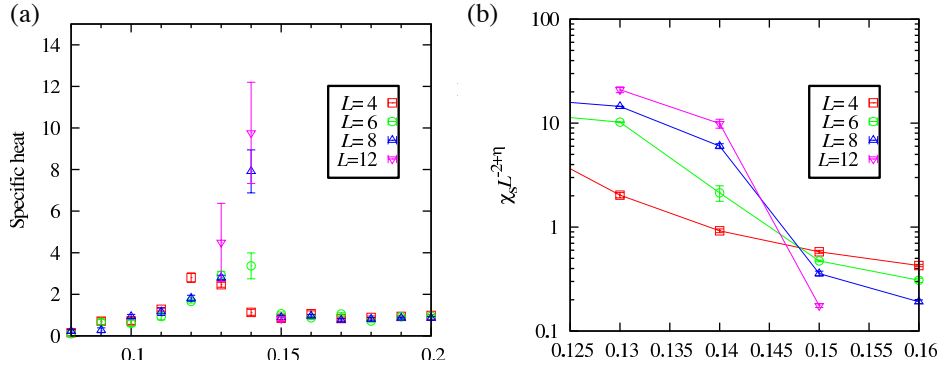 (a)
Specific heat
14
12
10
8
6
4
2
0
0.1
0.15
0.2
L= 4
L= 6
L= 8
L=12
(b)
χsL-2+η
100
10
1
0.1
0.125
0.13
0.135
0.14
0.145
0.15
0.155
0.16
L= 4
L= 6
L= 8
L=12